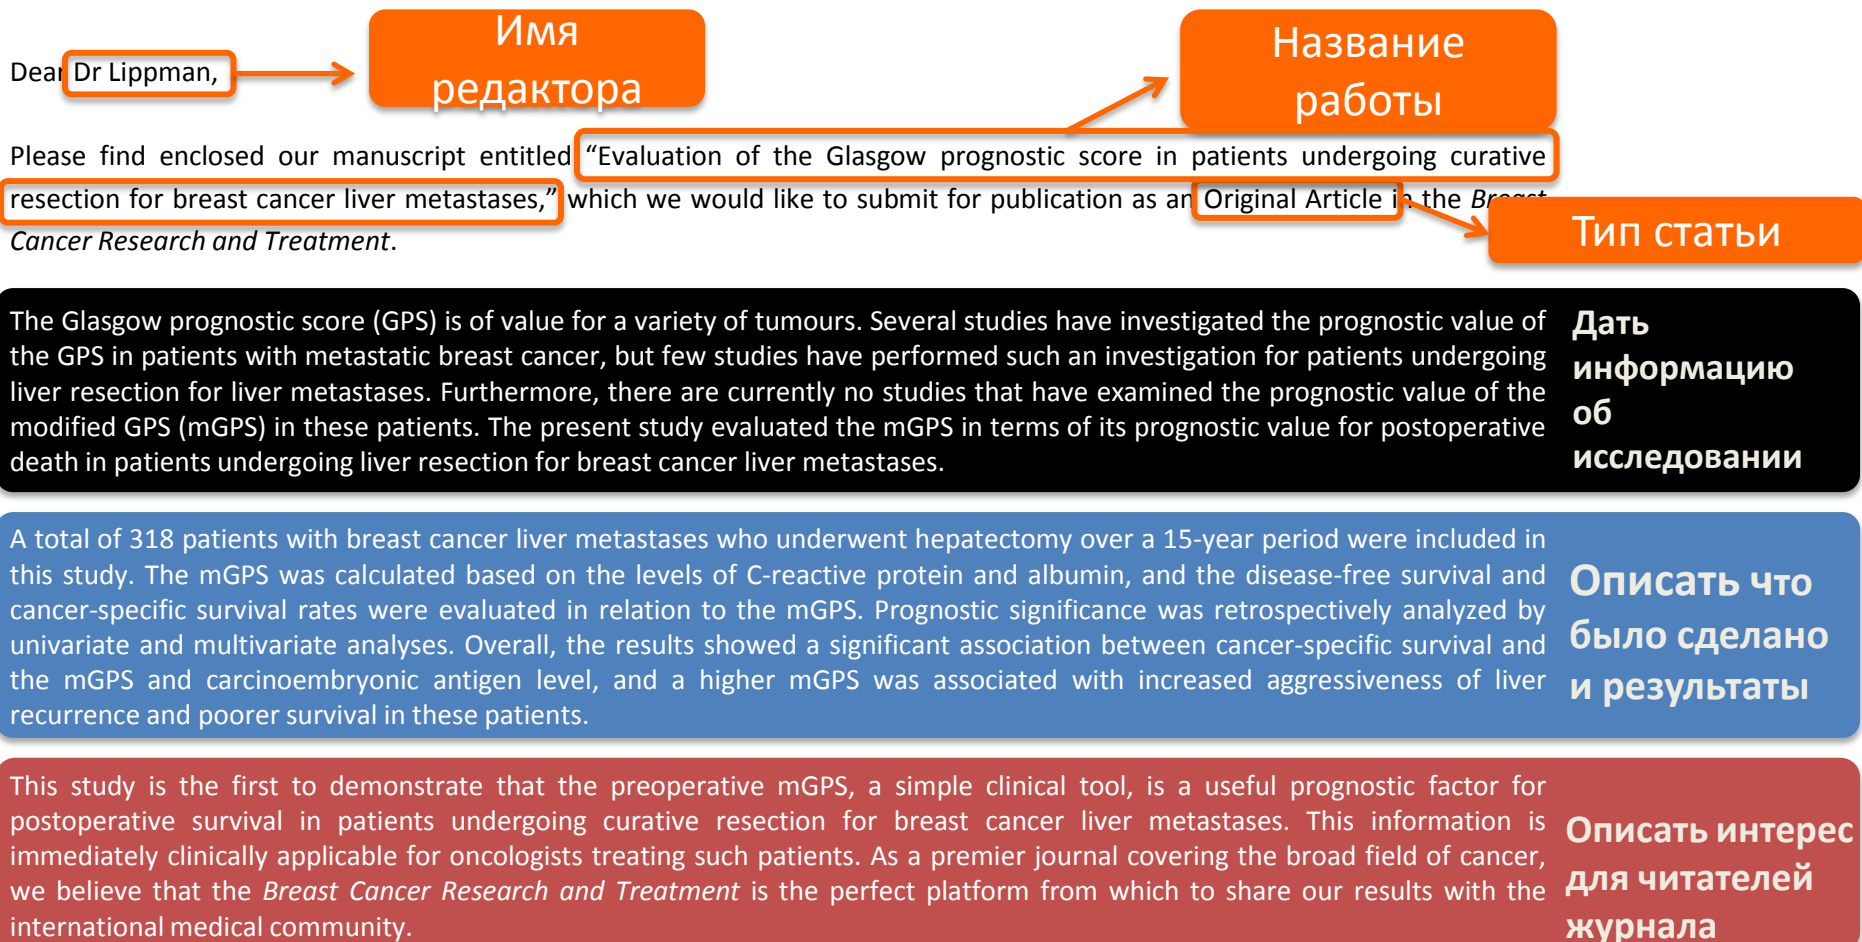 Имя
редактора
Название
работы
Dear Dr Lippman,
Please find enclosed our manuscript entitled “Evaluation of the Glasgow prognostic score in patients undergoing curative
resection for breast cancer liver metastases,” which we would like to submit for publication as an Original Article in the Breast
Cancer Research and Treatment.
Тип статьи
The Glasgow prognostic score (GPS) is of value for a variety of tumours. Several studies have investigated the prognostic value of
the GPS in patients with metastatic breast cancer, but few studies have performed such an investigation for patients undergoing
liver resection for liver metastases. Furthermore, there are currently no studies that have examined the prognostic value of the
modified GPS (mGPS) in these patients. The present study evaluated the mGPS in terms of its prognostic value for postoperative
death in patients undergoing liver resection for breast cancer liver metastases.
Дать
информацию
об
исследовании
A total of 318 patients with breast cancer liver metastases who underwent hepatectomy over a 15-year period were included in
this study. The mGPS was calculated based on the levels of C-reactive protein and albumin, and the disease-free survival and
cancer-specific survival rates were evaluated in relation to the mGPS. Prognostic significance was retrospectively analyzed by
univariate and multivariate analyses. Overall, the results showed a significant association between cancer-specific survival and
the mGPS and carcinoembryonic antigen level, and a higher mGPS was associated with increased aggressiveness of liver
recurrence and poorer survival in these patients.
Описать что
было сделано
и результаты
This study is the first to demonstrate that the preoperative mGPS, a simple clinical tool, is a useful prognostic factor for
postoperative survival in patients undergoing curative resection for breast cancer liver metastases. This information is
immediately clinically applicable for oncologists treating such patients. As a premier journal covering the broad field of cancer,
we believe that the Breast Cancer Research and Treatment is the perfect platform from which to share our results with the
international medical community.
Описать интерес
для читателей
журнала